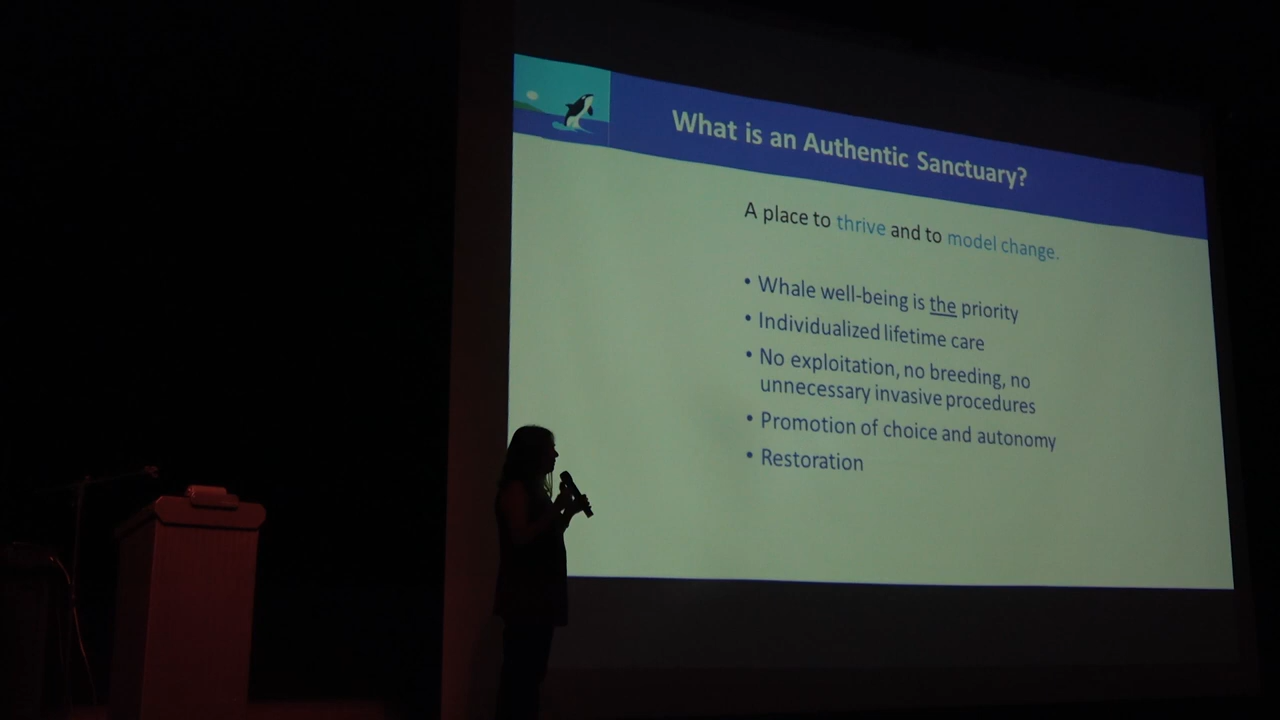 What is an Authentic Sanctuary?
A place to thrive and to model change.
• Whale well-being is the priority
• Individualized lifetime care
• No exploitation, no breeding, no
unnecessary invasive procedures
• Promotion of choice and autonomy
• Restoration